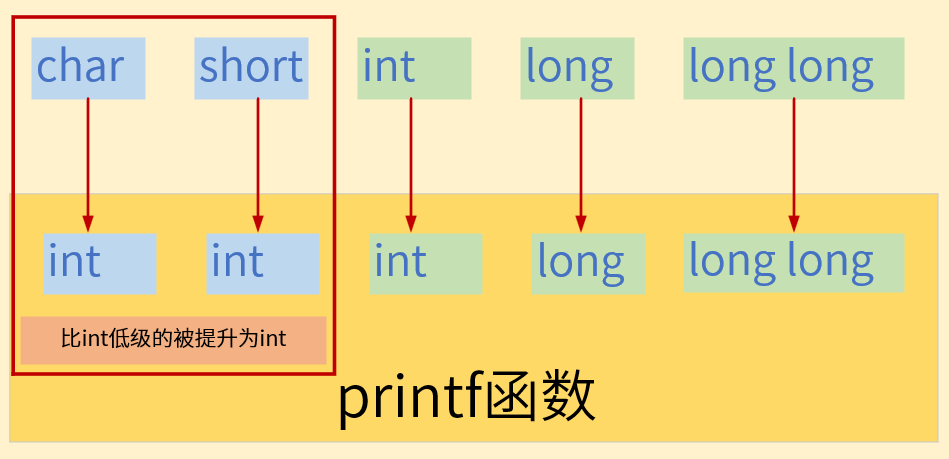 char short int long long long
int int int long long long
比int低级的被提升为int
printf函数